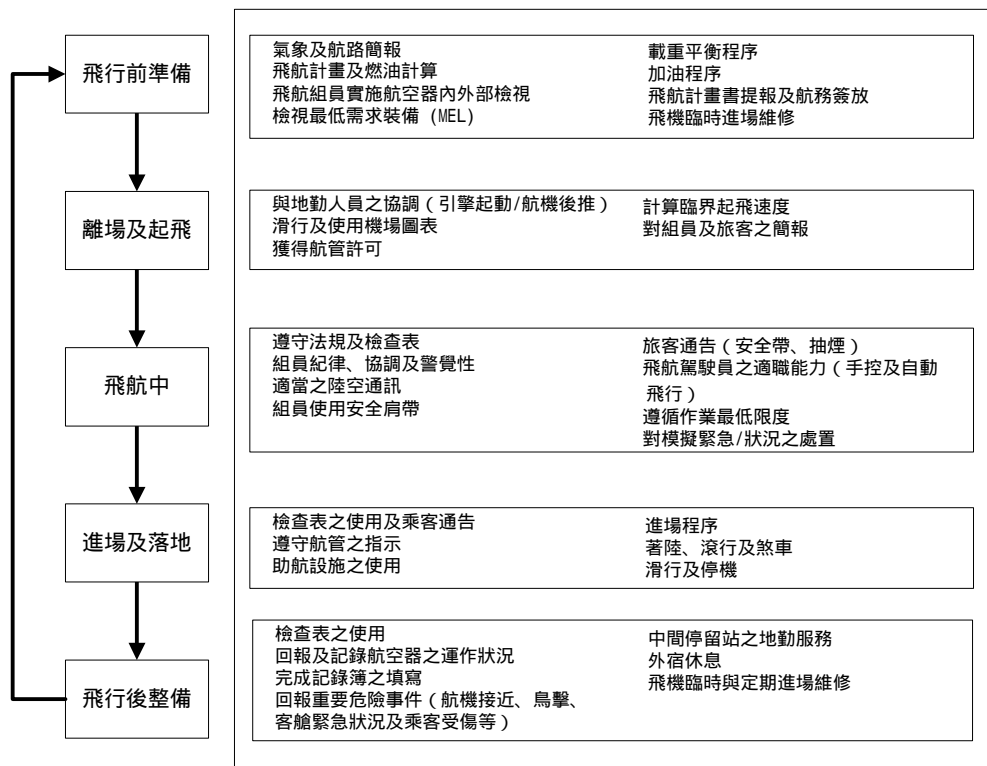 飛行前準備
氣象及航路簡報
飛航計畫及燃油計算
飛航組員實施航空器內外部檢視
檢視最低需求裝備 (MEL)
載重平衡程序
加油程序
飛航計畫書提報及航務簽放
飛機臨時進場維修
離場及起飛
與地勤人員之協調（引擎起動/航機後推）
滑行及使用機場圖表
獲得航管許可
計算臨界起飛速度
對組員及旅客之簡報
飛航中
遵守法規及檢查表
組員紀律、協調及警覺性
適當之陸空通訊
組員使用安全肩帶
旅客通告（安全帶、抽煙）
飛航駕駛員之適職能力（手控及自動
飛行）
遵循作業最低限度
對模擬緊急/狀況之處置
進場及落地
檢查表之使用及乘客通告
遵守航管之指示
助航設施之使用
進場程序
著陸、滾行及煞車
滑行及停機
飛行後整備
檢查表之使用
回報及記錄航空器之運作狀況
完成記錄簿之填寫
回報重要危險事件（航機接近、鳥擊、
客艙緊急狀況及乘客受傷等）
中間停留站之地勤服務
外宿休息
飛機臨時與定期進場維修